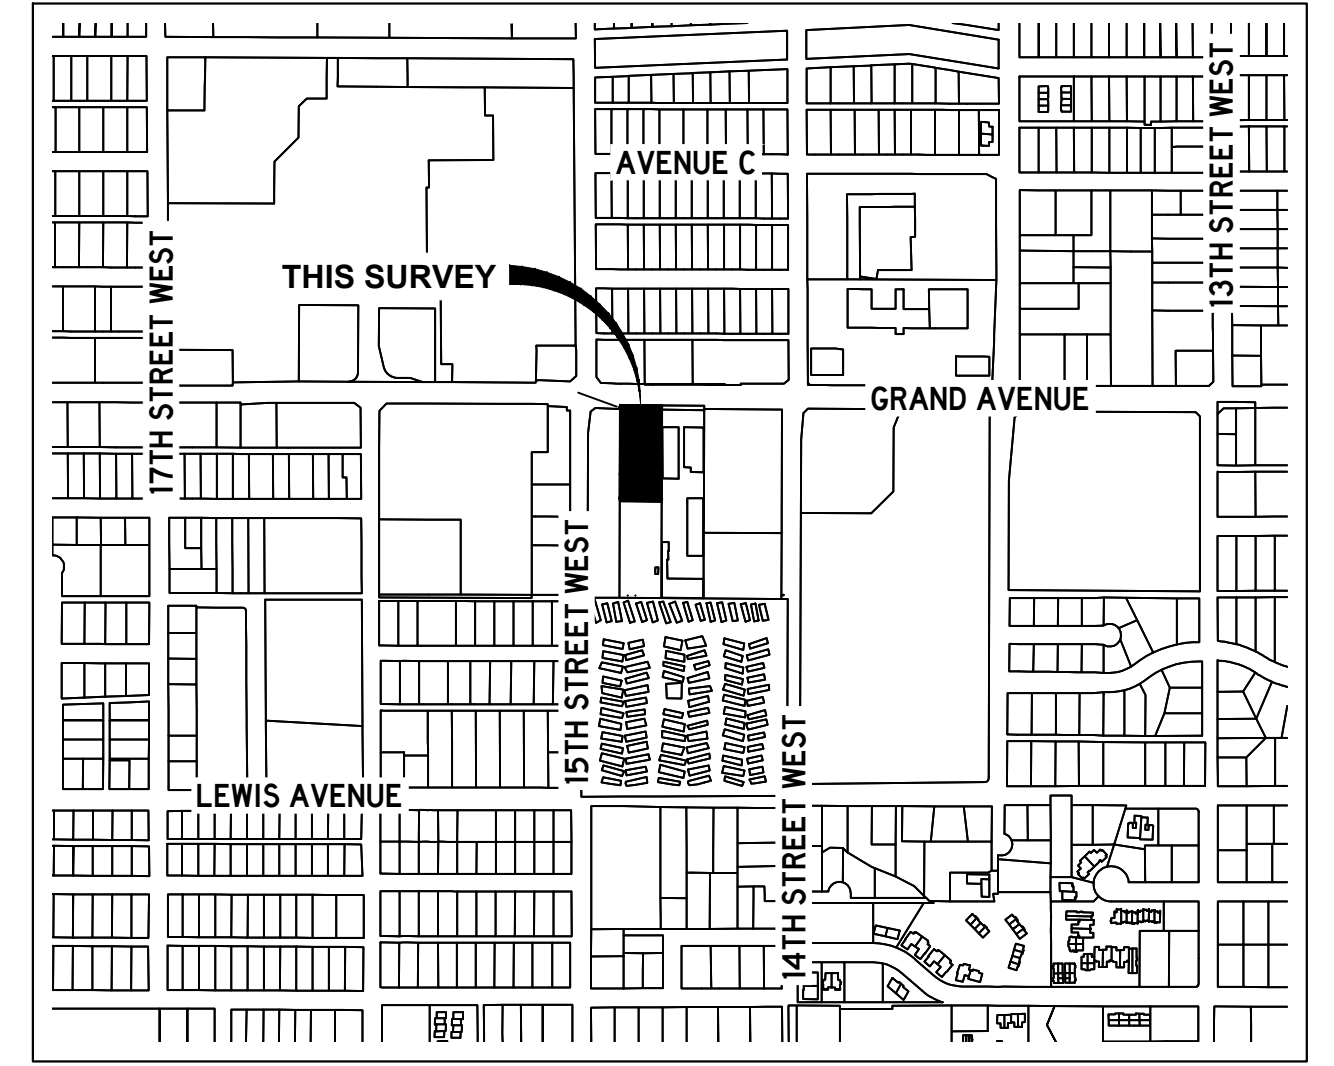 13TH STREET WEST
AVENUE C
17TH STREET WEST
THIS SURVEY
GRAND AVENUE
15TH STREET WEST
14TH STREET WEST
LEWIS AVENUE